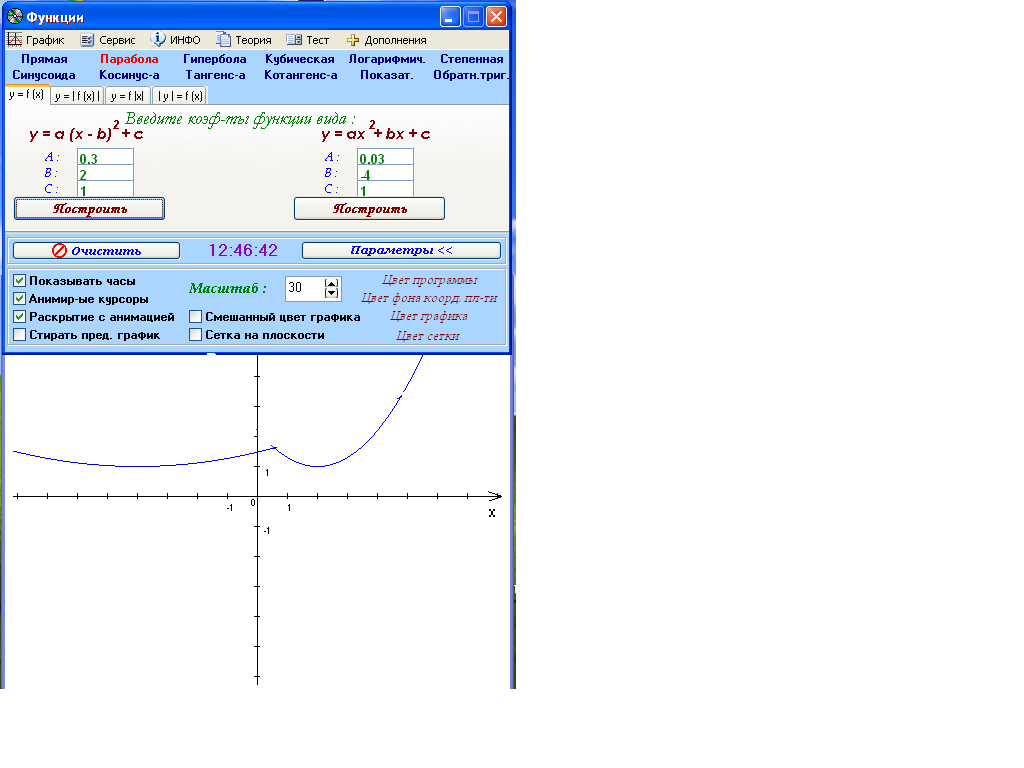 Функции
График Сервис ИНФО Теория Тест Дополнения
Прямая Парабола Гипербола Кубическая Логарифмич. Степенная
Синусоида Косинус-а Тангенс-а Котангенс-а Показат. Обратн.триг.
y = f (x) y = | f (x) | y = f |x| | y | = f (x)
Введите коэф-ты функции вида :
y = a (x - b)2 + c y = ax2 + bx + c
A : 0.3 A : 0.03
B : 2 B : -4
C : 1 C : 1
Построить Построить
Очистить 12:46:42 Параметры <<
Показывать часы Масштаб : 30 Цвет программы
Анимир-ые курсоры Цвет фона коорд. пл-ти
Раскрытие с анимацией Смешанный цвет графика Цвет графика
Стирать пред. график Сетка на плоскости Цвет сетки
1
-1 0 1 x
-1